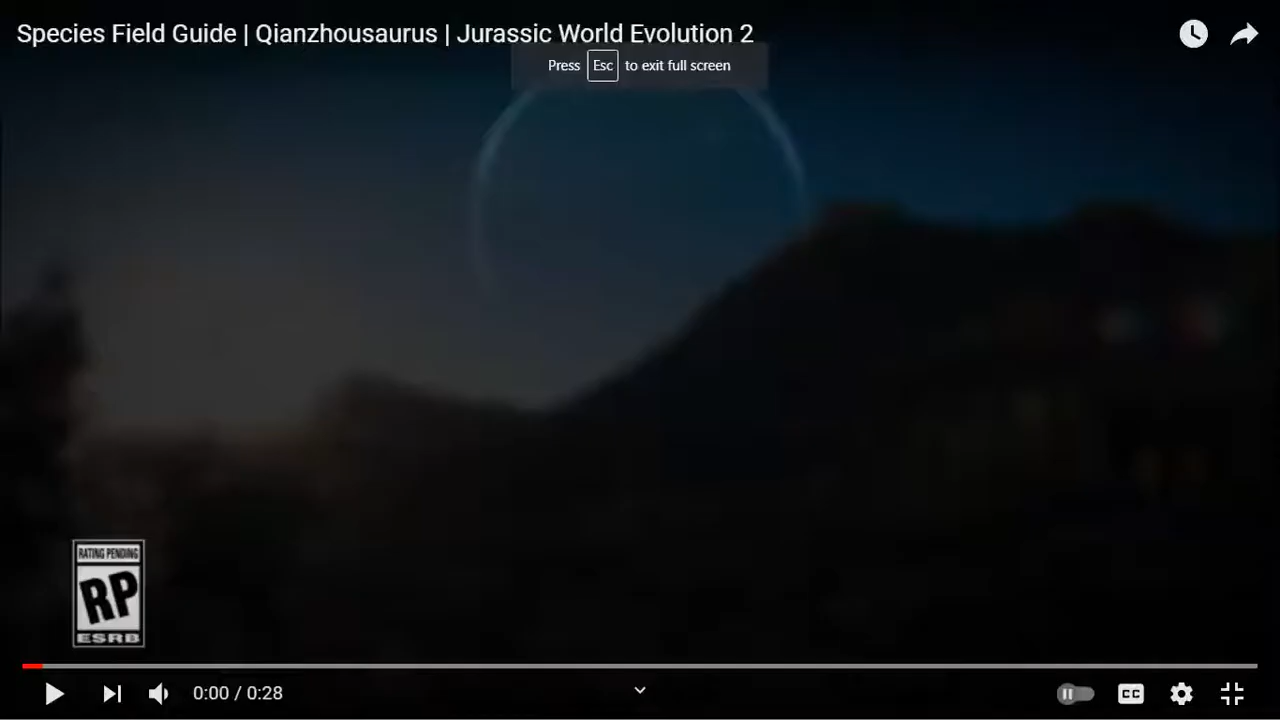 Species Field Guide | Qianzhousaurus | Jurassic World Evolution 2
Press Esc to exit full screen
RATING PENDING
RP
ESRB
0:00 / 0:28
CC